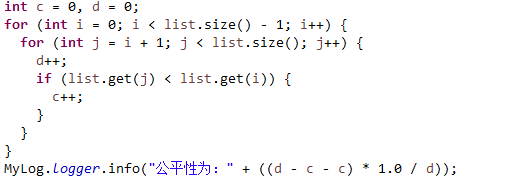 int c = 0, d = 0;
for (int i = 0; i < list.size() - 1; i++) {
  for (int j = i + 1; j < list.size(); j++) {
    d++;
    if (list.get(j) < list.get(i)) {
      c++;
    }
  }
}
MyLog.logger.info("公平性为：" + ((d - c - c) * 1.0 / d));